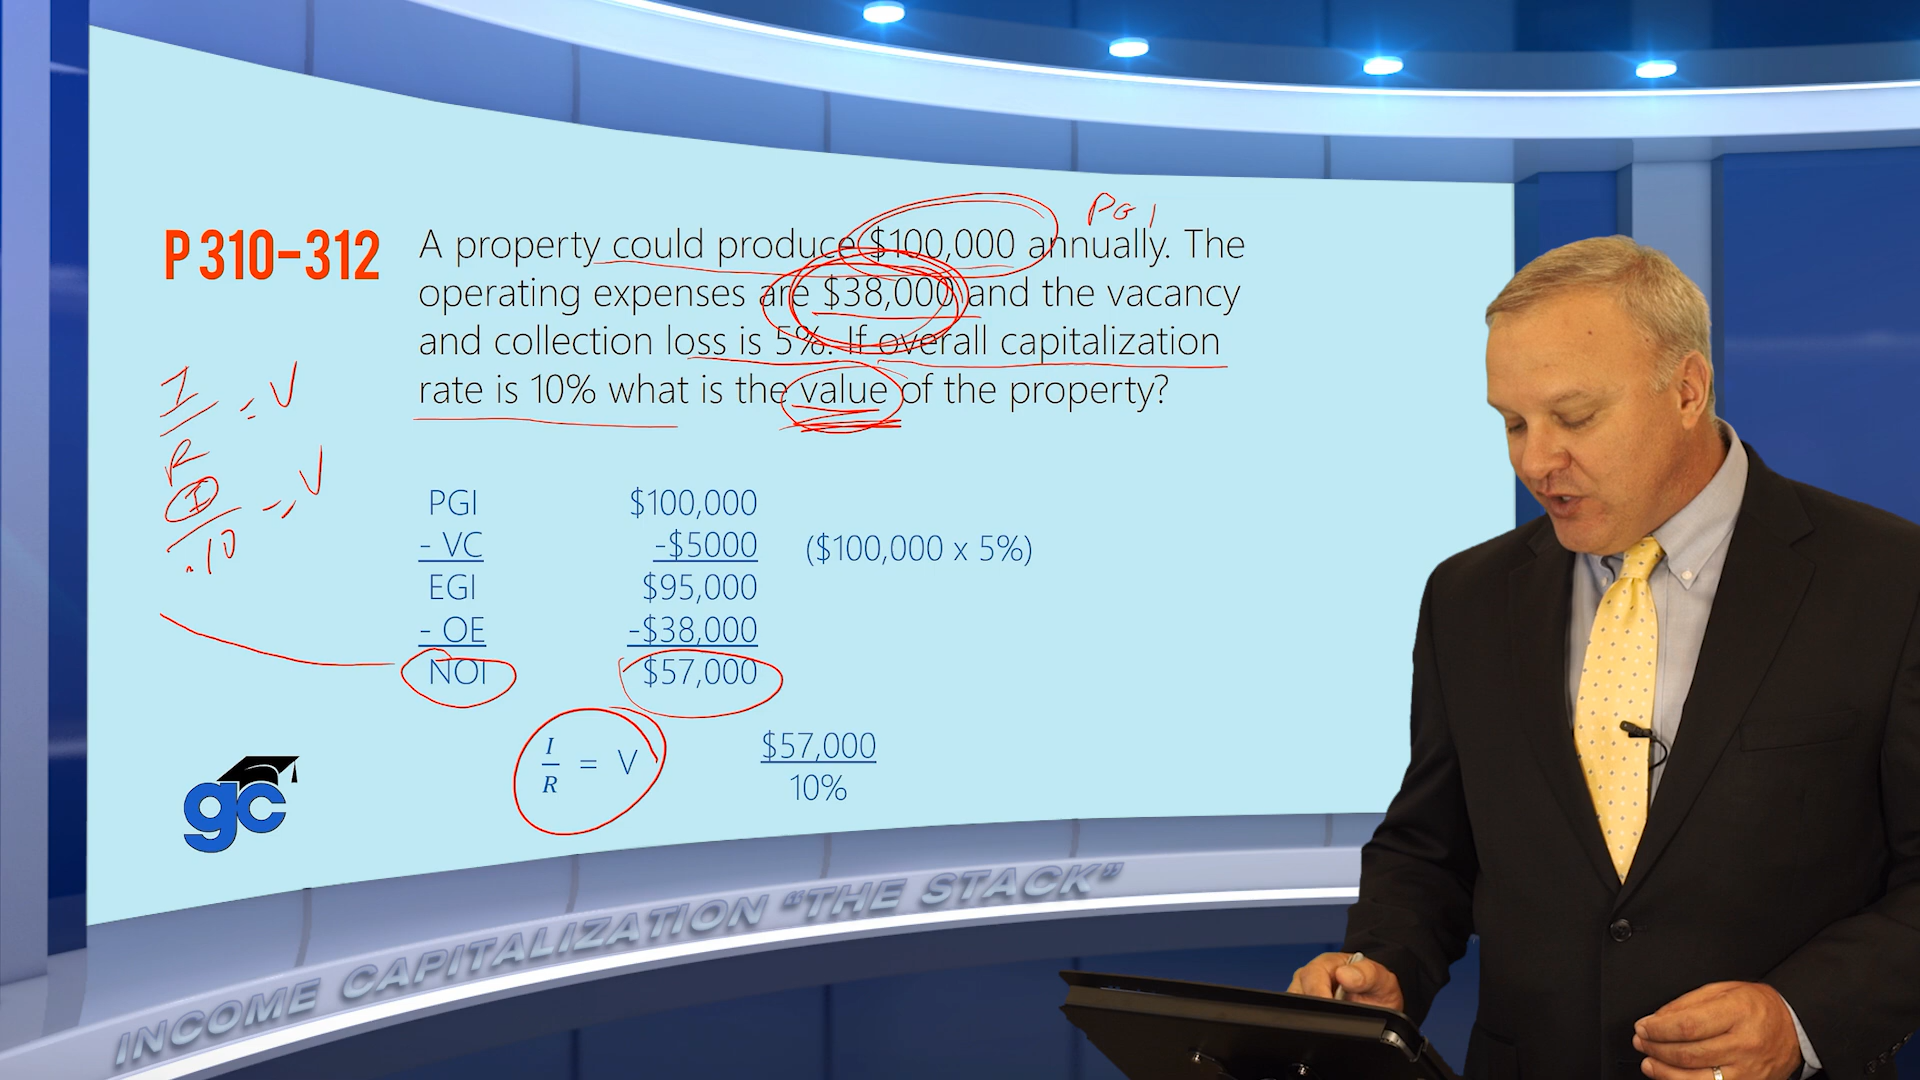 P 310-312
A property could produce $100,000 annually. The
operating expenses are $38,000 and the vacancy
and collection loss is 5%. If overall capitalization
rate is 10% what is the value of the property?
PGI
I
R
= V
I
.10
= V
PGI $100,000
- VC -$5000 ($100,000 x 5%)
EGI $95,000
- OE -$38,000
NOI $57,000
I
R
= V
$57,000
10%
gc
INCOME CAPITALIZATION "THE STACK"